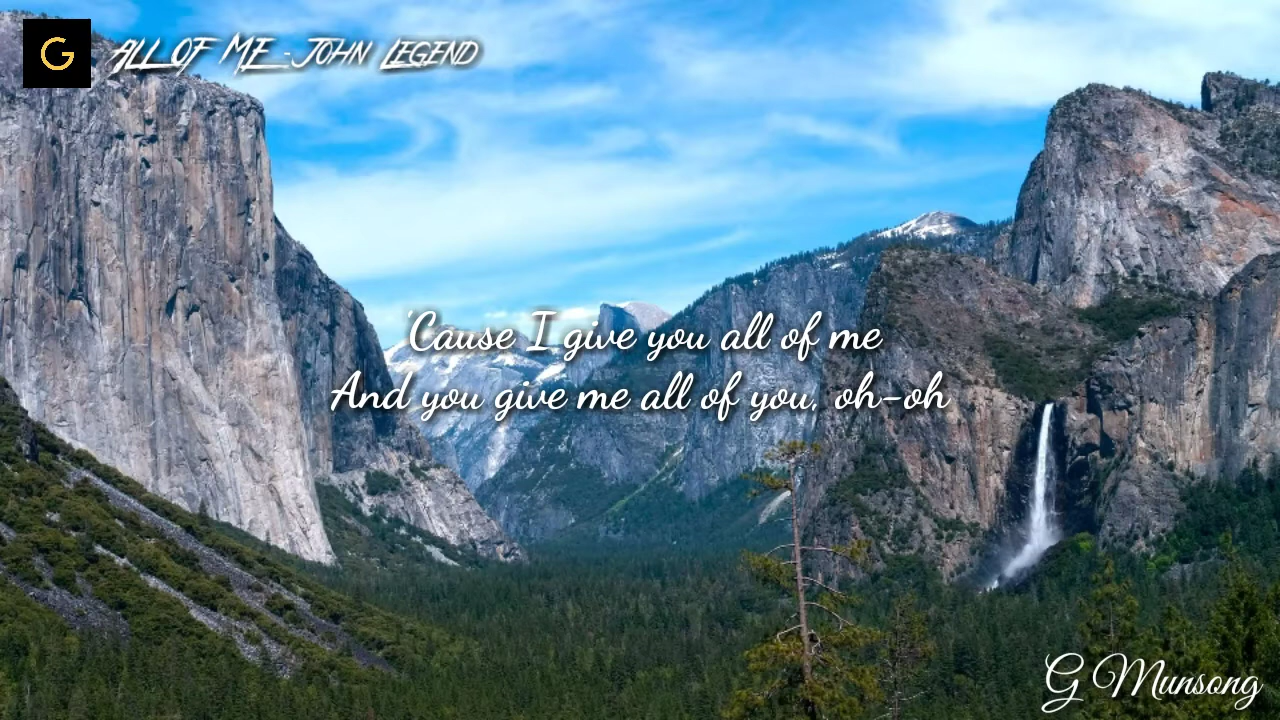 G
ALL OF ME - JOHN LEGEND
'Cause I give you all of me
And you give me all of you, oh-oh
G Munsong